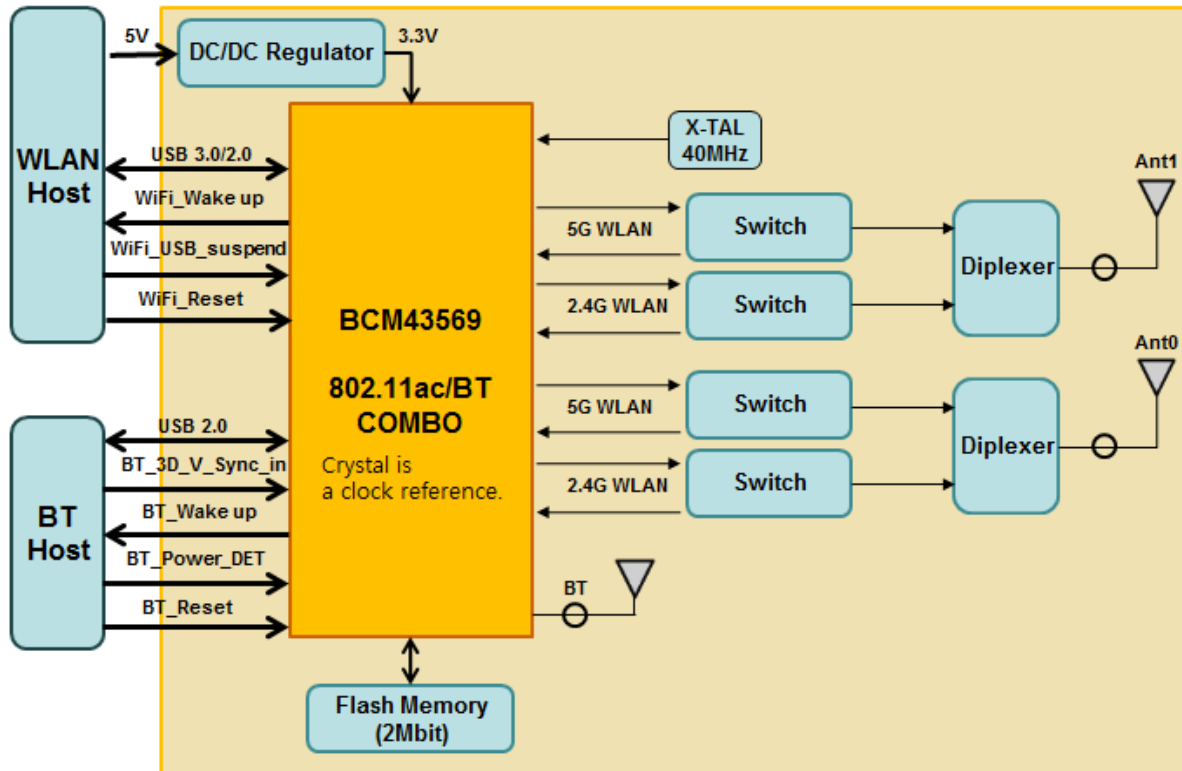 5V
DC/DC Regulator
3.3V
WLAN
Host
USB 3.0/2.0
WiFi_Wake up
WiFi_USB_suspend
WiFi_Reset
X-TAL
40MHz
Ant1
5G WLAN
Switch
2.4G WLAN
Switch
Diplexer
BCM43569
802.11ac/BT
COMBO
Crystal is
a clock reference.
Ant0
5G WLAN
Switch
2.4G WLAN
Switch
Diplexer
BT
Host
USB 2.0
BT_3D_V_Sync_in
BT_Wake up
BT_Power_DET
BT_Reset
BT
Flash Memory
(2Mbit)